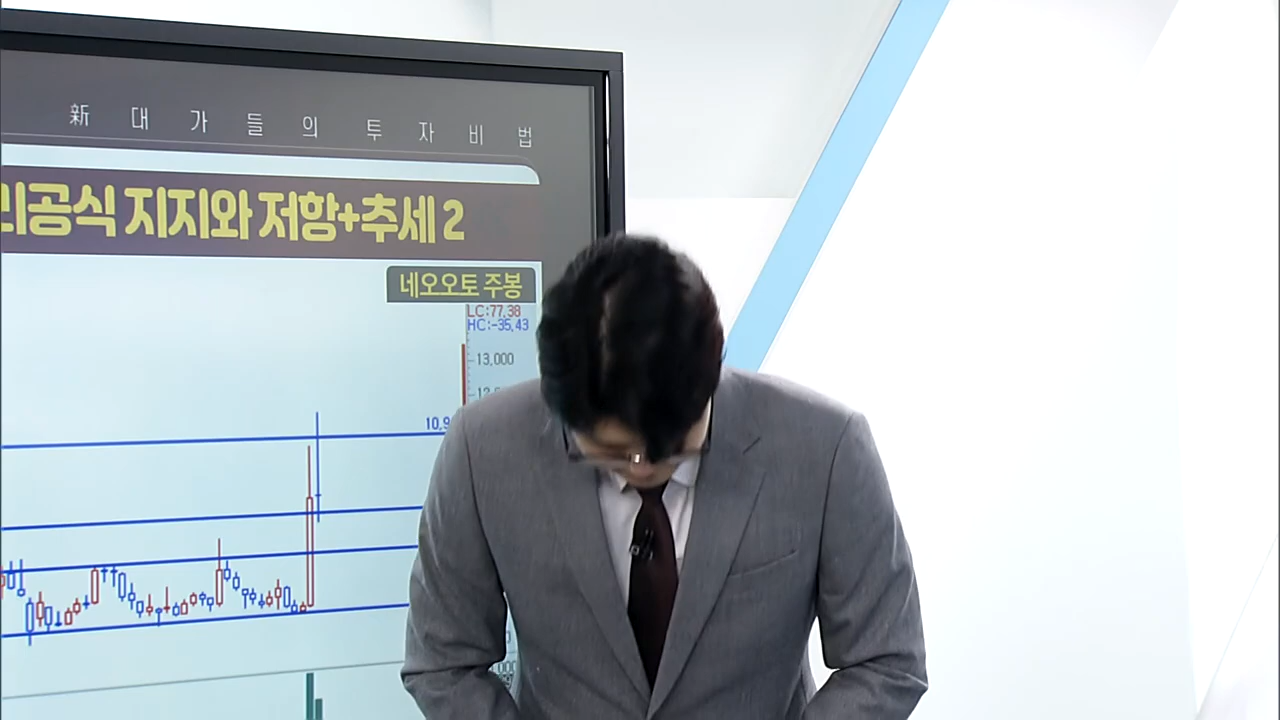 新 대 가 들 의 투 자 비 법
리공식 지지와 저항+추세 2
네오오토 주봉
LC:77.38
HC:-35.43
13,000